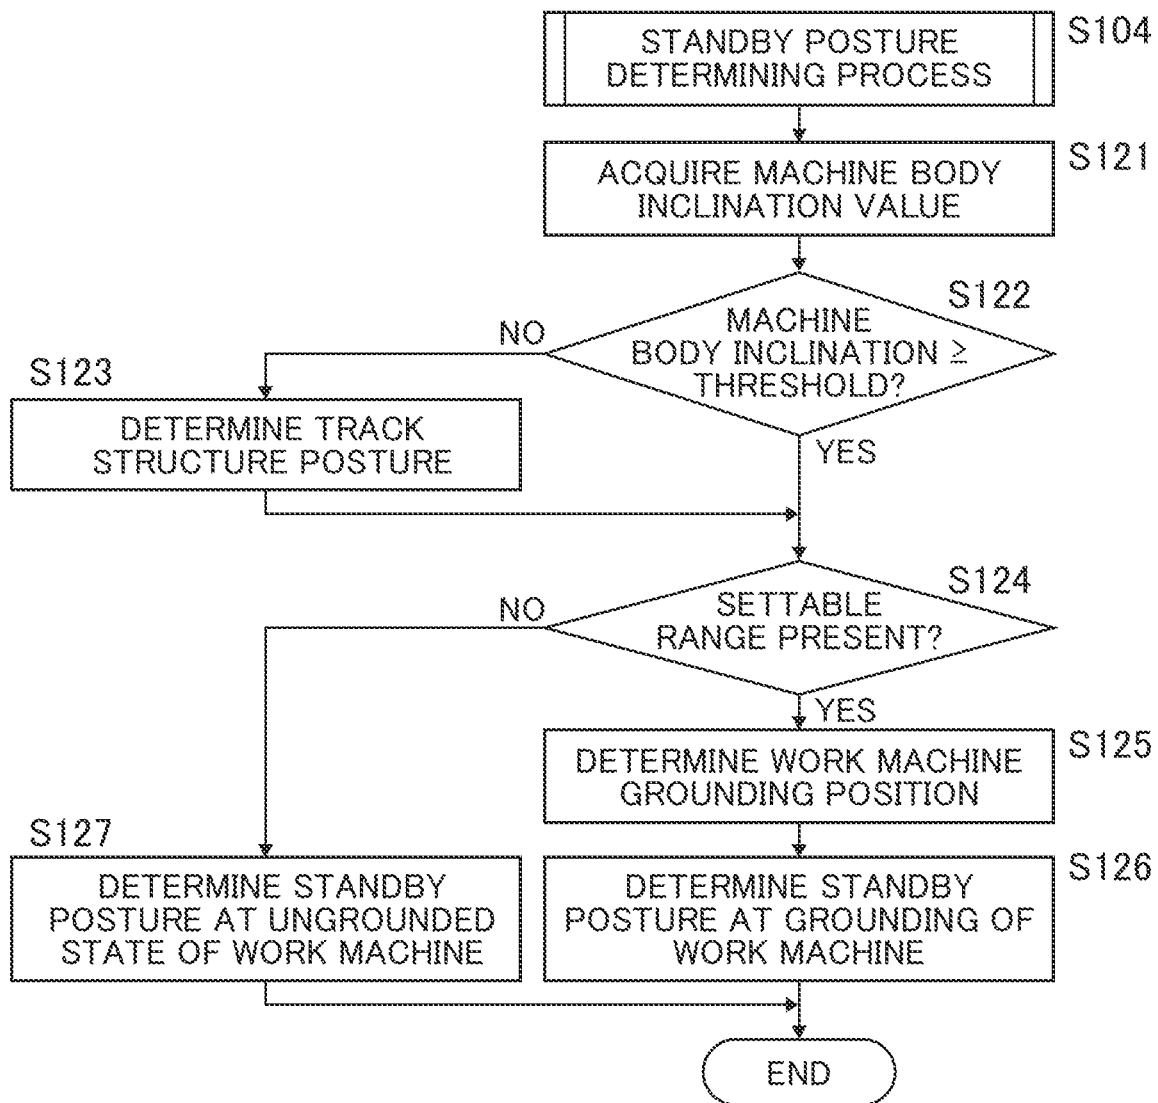 STANDBY POSTURE
DETERMINING PROCESS
S104
ACQUIRE MACHINE BODY
INCLINATION VALUE
S121
S122
MACHINE
BODY INCLINATION ≥
THRESHOLD?
NO
YES
S123
DETERMINE TRACK
STRUCTURE POSTURE
S124
SETTABLE
RANGE PRESENT?
NO
YES
S125
DETERMINE WORK MACHINE
GROUNDING POSITION
S127
DETERMINE STANDBY
POSTURE AT UNGROUNDED
STATE OF WORK MACHINE
S126
DETERMINE STANDBY
POSTURE AT GROUNDING OF
WORK MACHINE
END